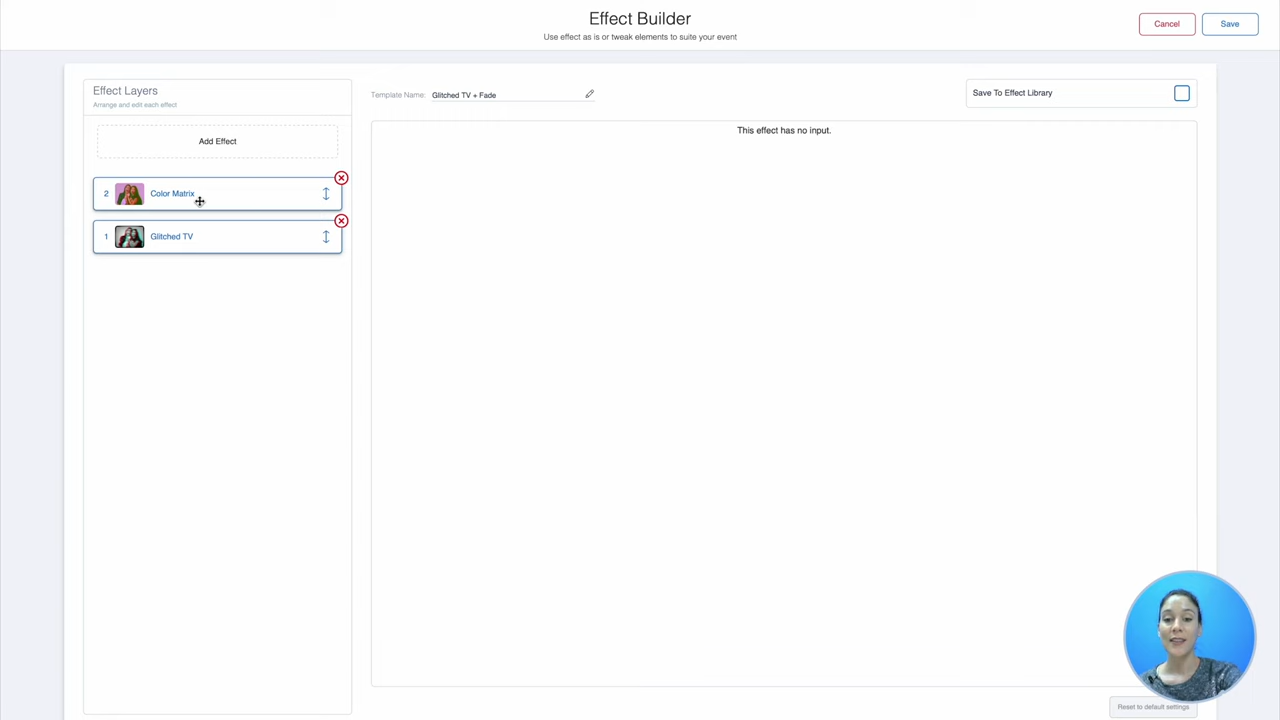 Effect Builder
Use effect as is or tweak elements to suite your event
Cancel
Save
Effect Layers
Arrange and edit each effect
Add Effect
2 Color Matrix
1 Glitched TV
Template Name: Glitched TV + Fade
Save To Effect Library
This effect has no input.
Reset to default settings